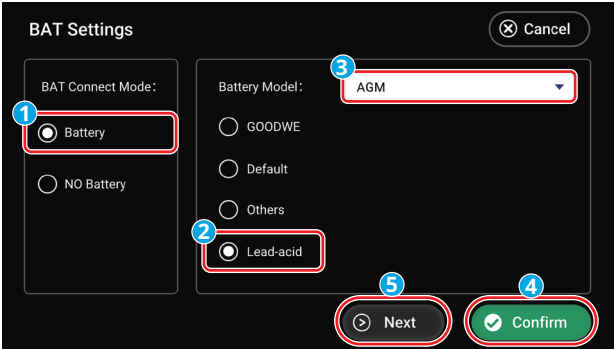 BAT Settings
Cancel
BAT Connect Mode:
1
Battery
NO Battery
3
Battery Model:
AGM
GOODWE
Default
Others
2
Lead-acid
5
Next
4
Confirm